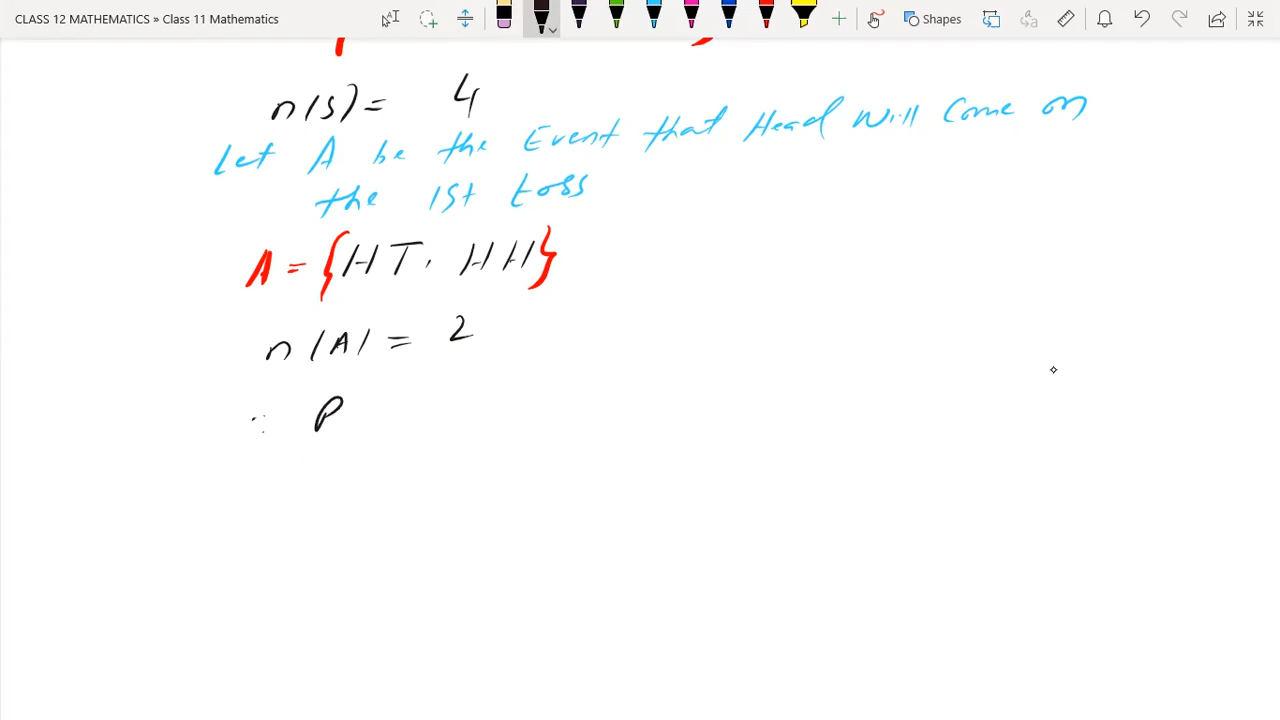 CLASS 12 MATHEMATICS » Class 11 Mathematics
Shapes
n(S) = 4
Let A be the Event that Head will Come on
the 1st toss
A = {HT, HH}
n(A) = 2
∴ P